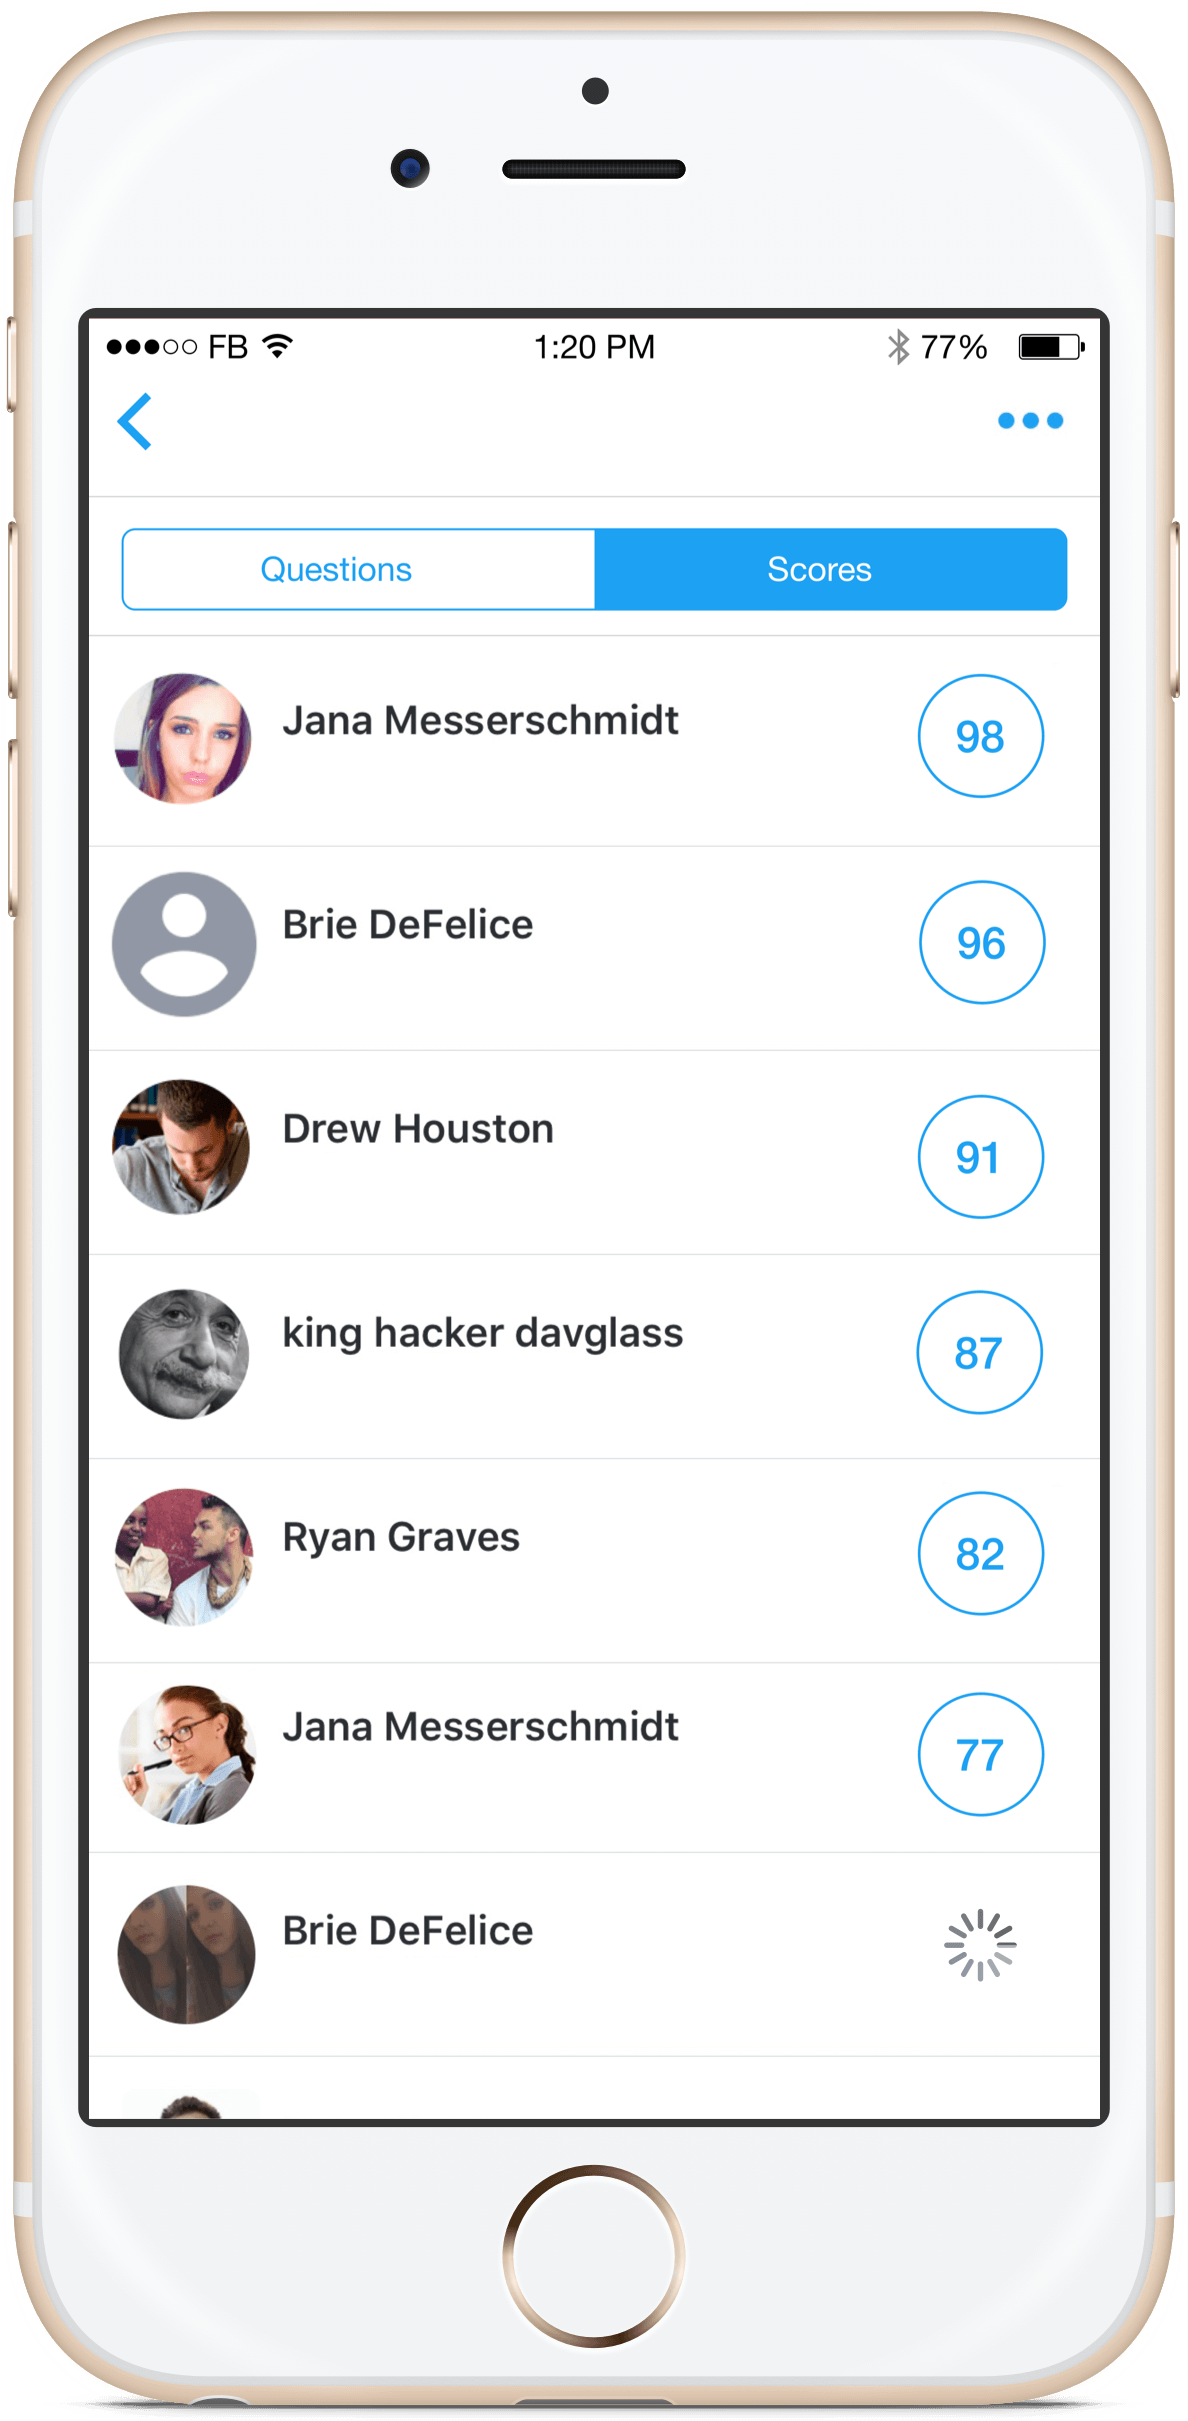 FB 1:20 PM 77%
Questions Scores
Jana Messerschmidt 98
Brie DeFelice 96
Drew Houston 91
king hacker davglass 87
Ryan Graves 82
Jana Messerschmidt 77
Brie DeFelice